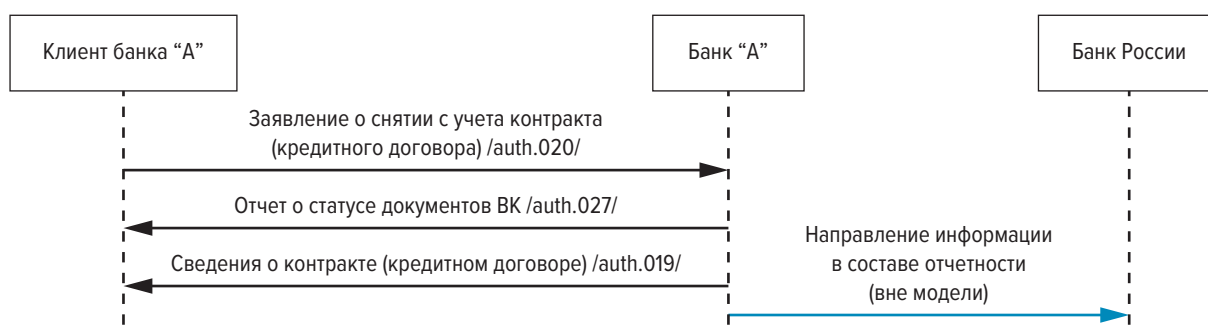 Клиент банка “А”
Банк “А”
Банк России
Заявление о снятии с учета контракта
(кредитного договора) /auth.020/
Отчет о статусе документов ВК /auth.027/
Сведения о контракте (кредитном договоре) /auth.019/
Направление информации
в составе отчетности
(вне модели)